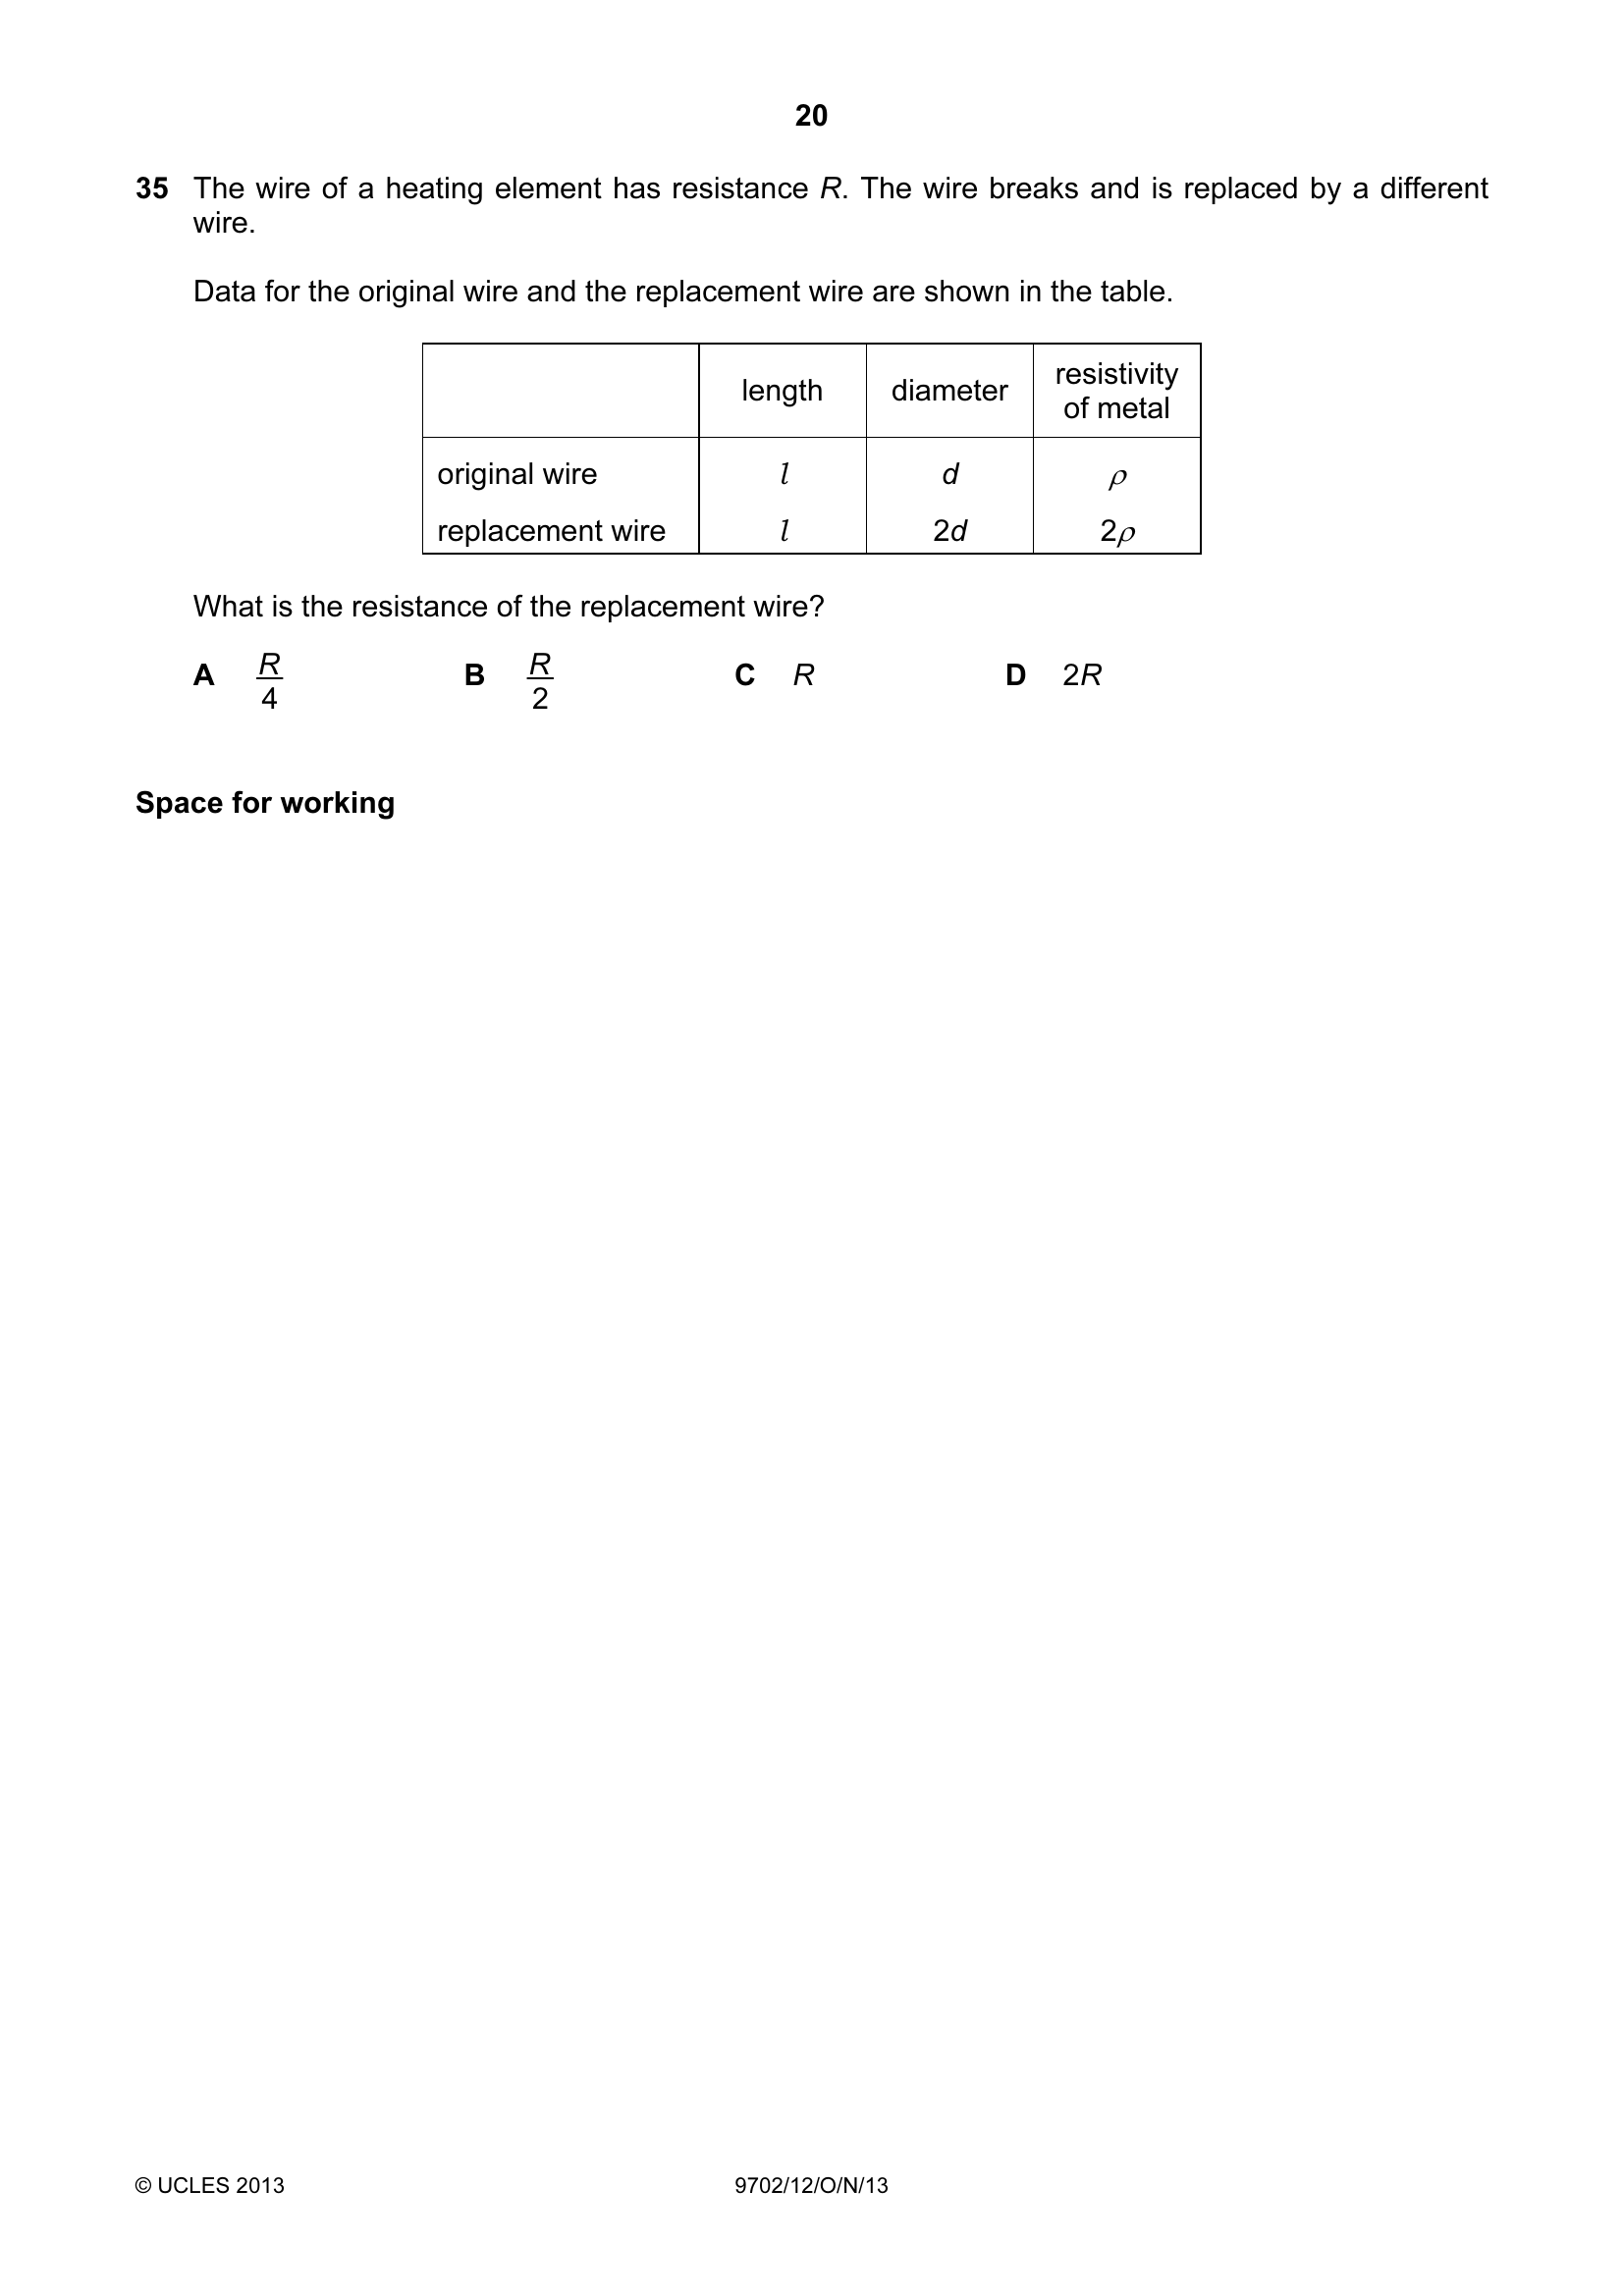 20
35 The wire of a heating element has resistance R. The wire breaks and is replaced by a different
wire.
Data for the original wire and the replacement wire are shown in the table.
length diameter resistivity
of metal
original wire l d ρ
replacement wire l 2d 2ρ
What is the resistance of the replacement wire?
A R/4 B R/2 C R D 2R
Space for working
© UCLES 2013 9702/12/O/N/13